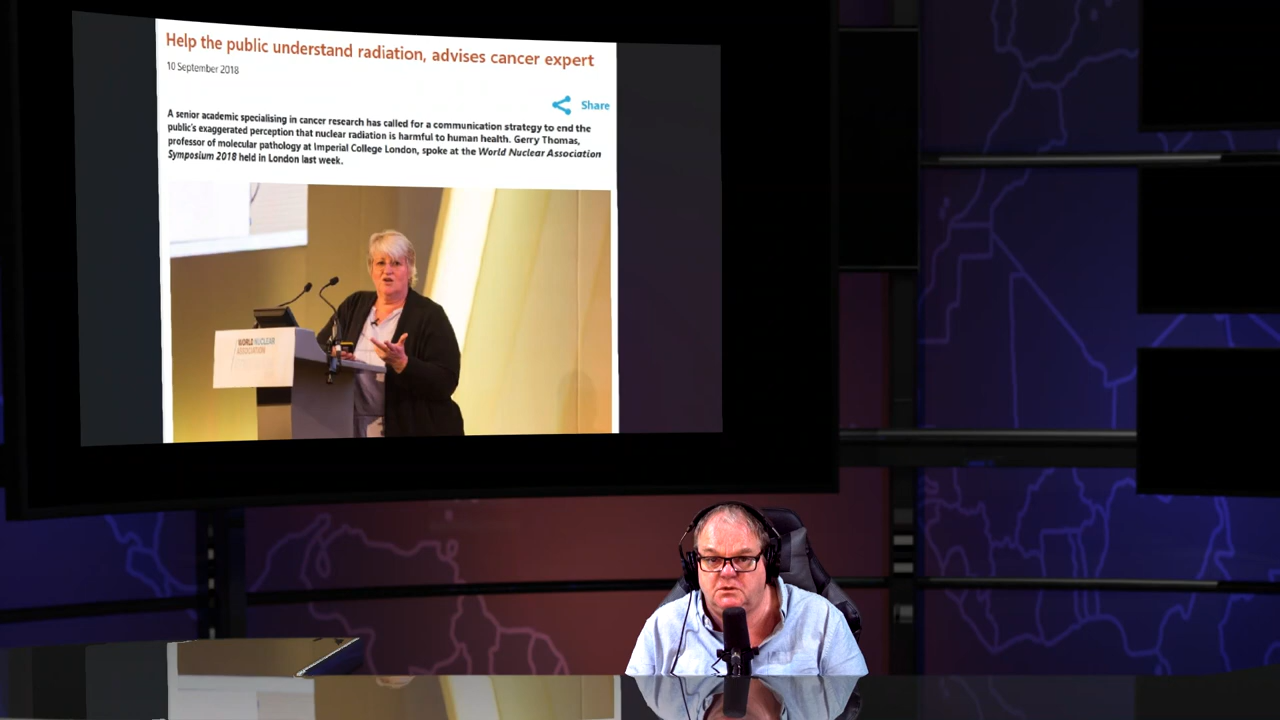 Help the public understand radiation, advises cancer expert
10 September 2018
Share
A senior academic specialising in cancer research has called for a communication strategy to end the
public's exaggerated perception that nuclear radiation is harmful to human health. Gerry Thomas,
professor of molecular pathology at Imperial College London, spoke at the World Nuclear Association
Symposium 2018 held in London last week.
WORLD NUCLEAR
ASSOCIATION